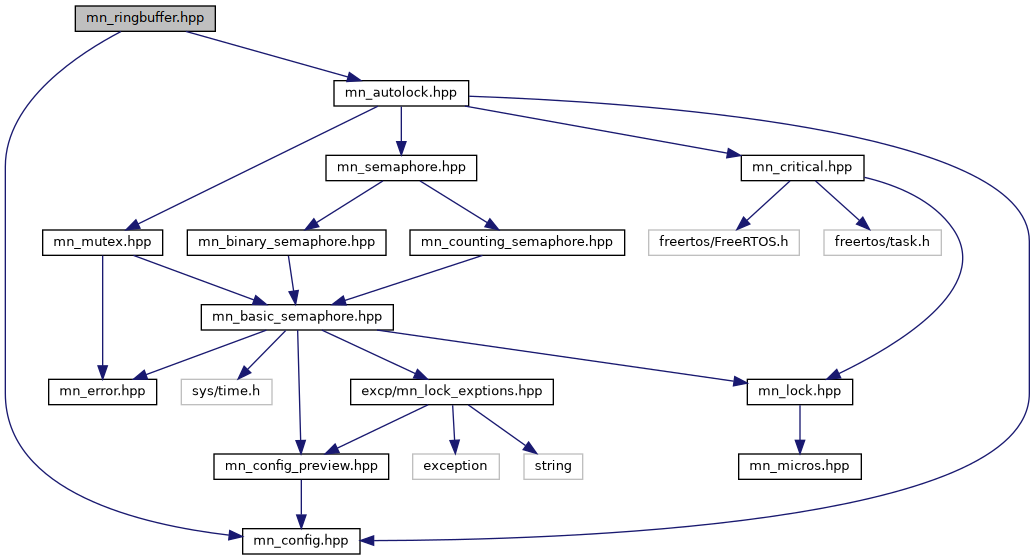 mn_ringbuffer.hpp
mn_autolock.hpp
mn_semaphore.hpp
mn_critical.hpp
mn_mutex.hpp
mn_binary_semaphore.hpp
mn_counting_semaphore.hpp
freertos/FreeRTOS.h
freertos/task.h
mn_basic_semaphore.hpp
mn_error.hpp
sys/time.h
excp/mn_lock_exptions.hpp
mn_lock.hpp
mn_config_preview.hpp
exception
string
mn_micros.hpp
mn_config.hpp